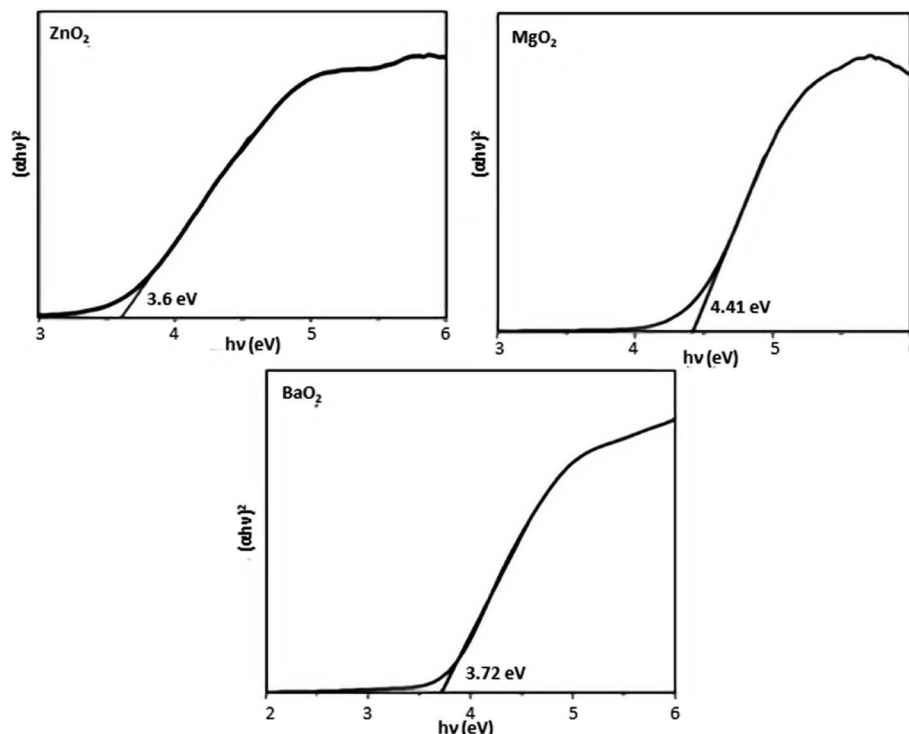 ZnO₂
(αhν)²
3.6 eV
3 4 5 6
hν (eV)
MgO₂
(αhν)²
4.41 eV
3 4 5
hν (eV)
BaO₂
(αhν)²
3.72 eV
2 3 4 5 6
hν (eV)